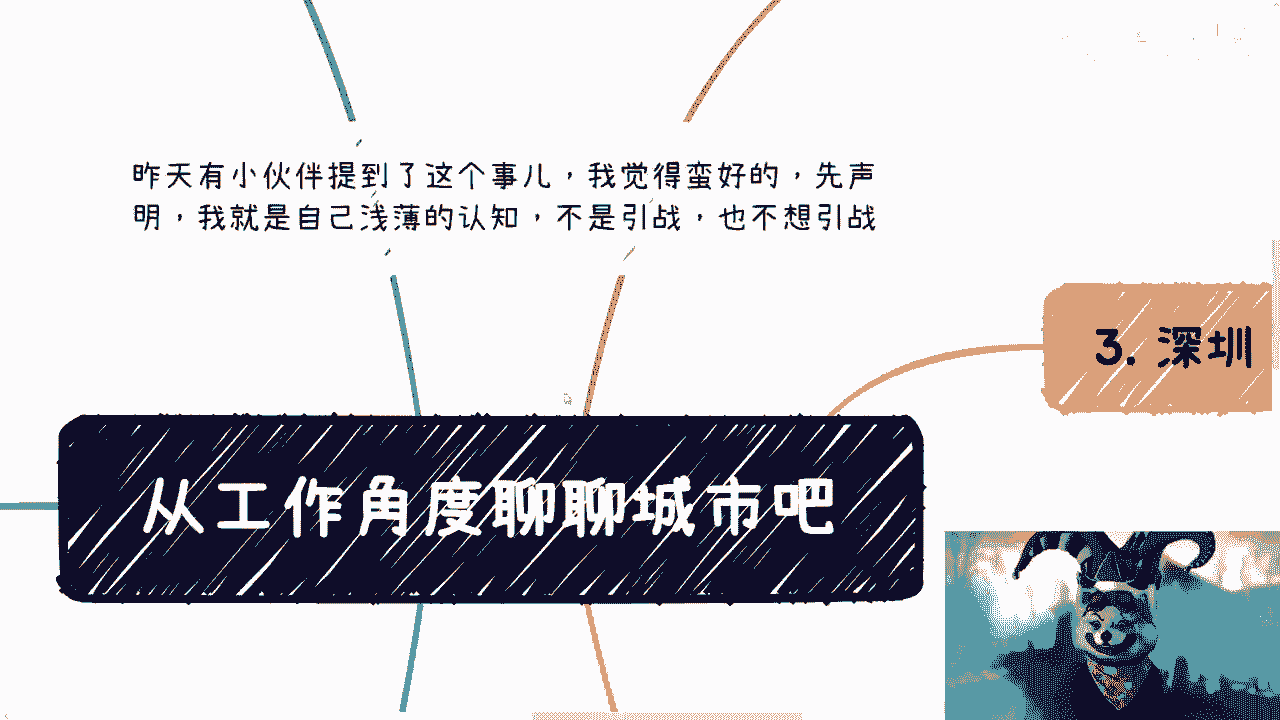 昨天有小伙伴提到了这个事儿，我觉得蛮好的，先声
明，我就是自己浅薄的认知，不是引战，也不想引战
3. 深圳
从工作角度聊聊城市吧